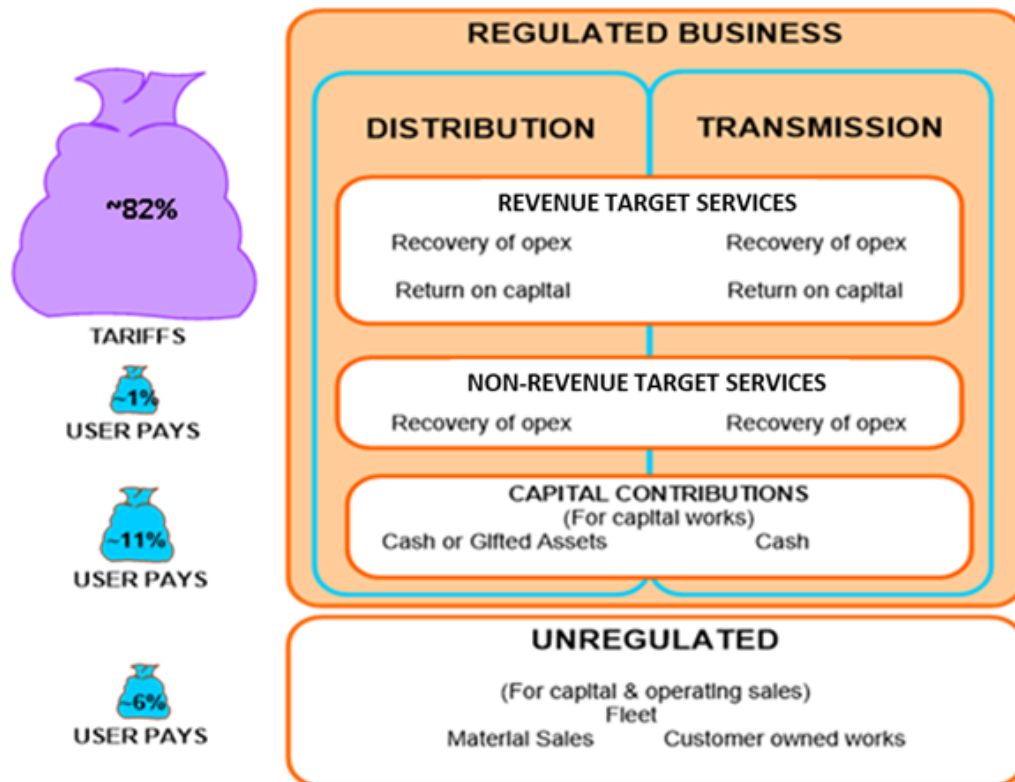 REGULATED BUSINESS
DISTRIBUTION
TRANSMISSION
~82%
TARIFFS
REVENUE TARGET SERVICES
Recovery of opex
Recovery of opex
Return on capital
Return on capital
~1%
USER PAYS
NON-REVENUE TARGET SERVICES
Recovery of opex
Recovery of opex
~11%
USER PAYS
CAPITAL CONTRIBUTIONS
(For capital works)
Cash or Gifted Assets
Cash
~6%
USER PAYS
UNREGULATED
(For capital & operating sales)
Fleet
Material Sales
Customer owned works